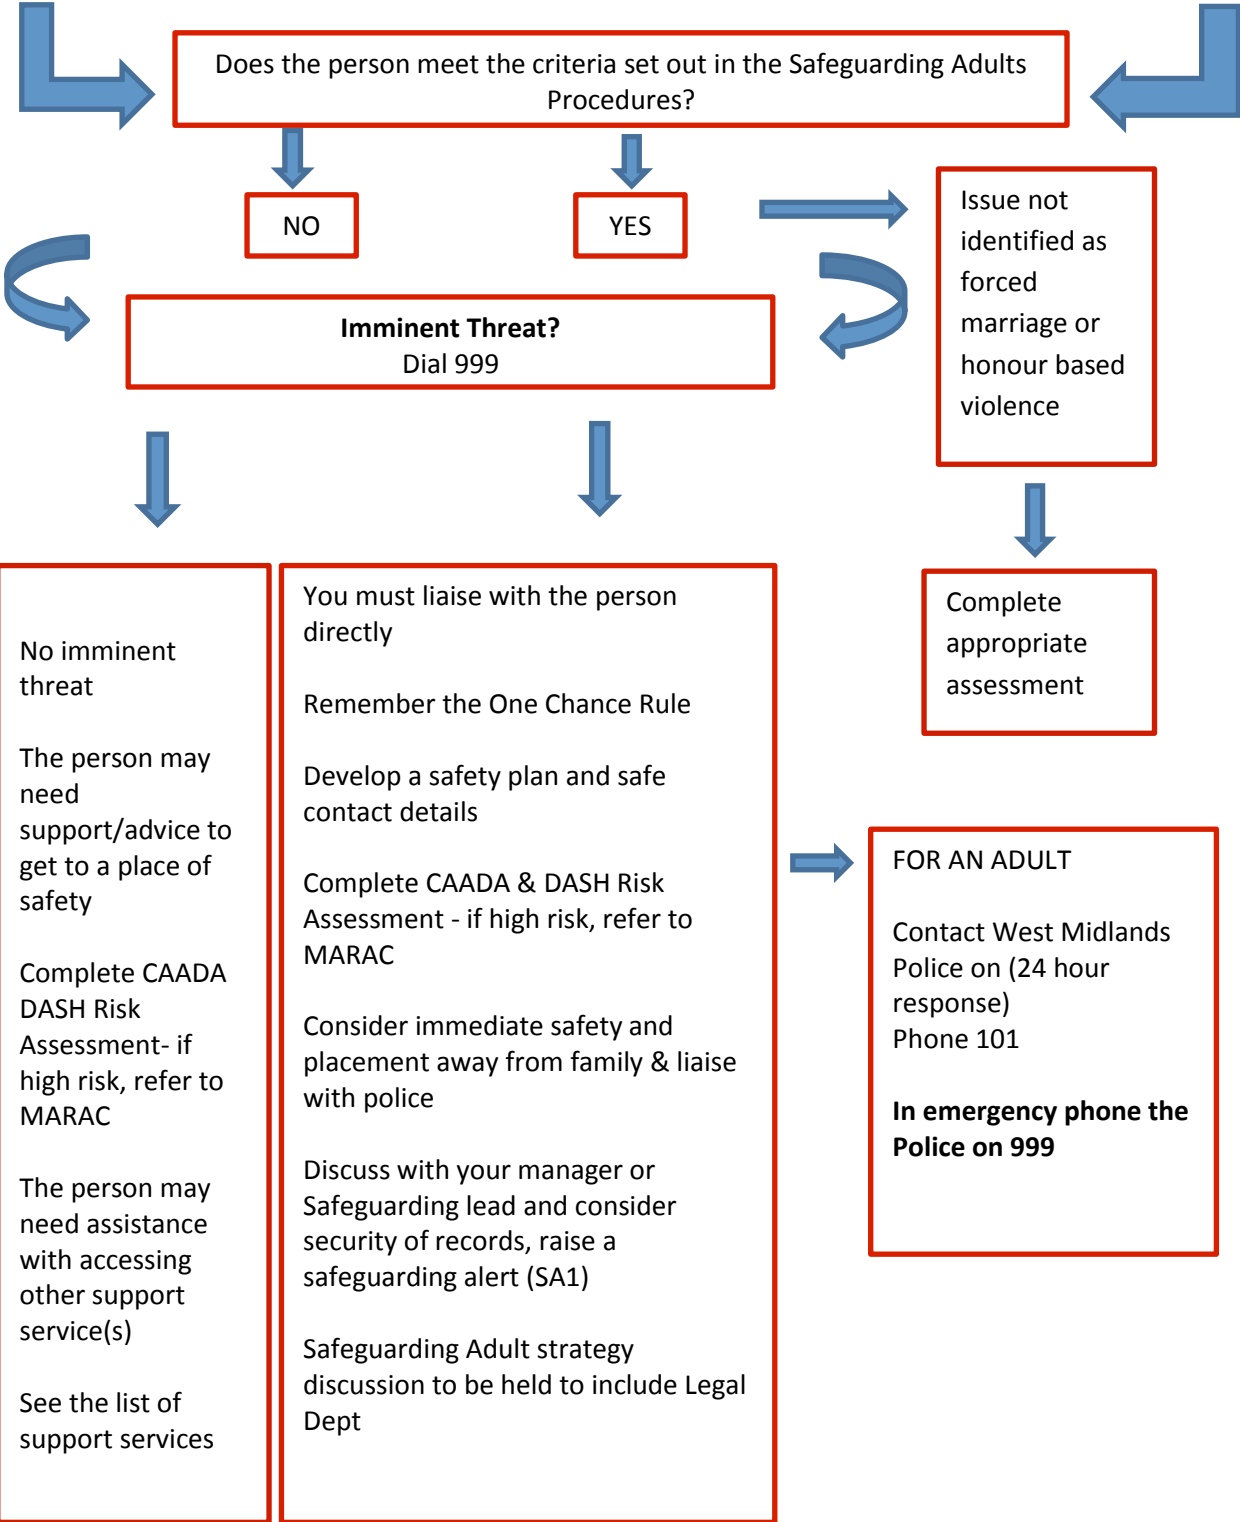 Does the person meet the criteria set out in the Safeguarding Adults
Procedures?
NO
YES
Issue not
identified as
forced
marriage or
honour based
violence
Imminent Threat?
Dial 999
No imminent
threat
The person may
need
support/advice to
get to a place of
safety
Complete CAADA
DASH Risk
Assessment- if
high risk, refer to
MARAC
The person may
need assistance
with accessing
other support
service(s)
See the list of
support services
You must liaise with the person
directly
Remember the One Chance Rule
Develop a safety plan and safe
contact details
Complete CAADA & DASH Risk
Assessment - if high risk, refer to
MARAC
Consider immediate safety and
placement away from family & liaise
with police
Discuss with your manager or
Safeguarding lead and consider
security of records, raise a
safeguarding alert (SA1)
Safeguarding Adult strategy
discussion to be held to include Legal
Dept
Complete
appropriate
assessment
FOR AN ADULT
Contact West Midlands
Police on (24 hour
response)
Phone 101
In emergency phone the
Police on 999